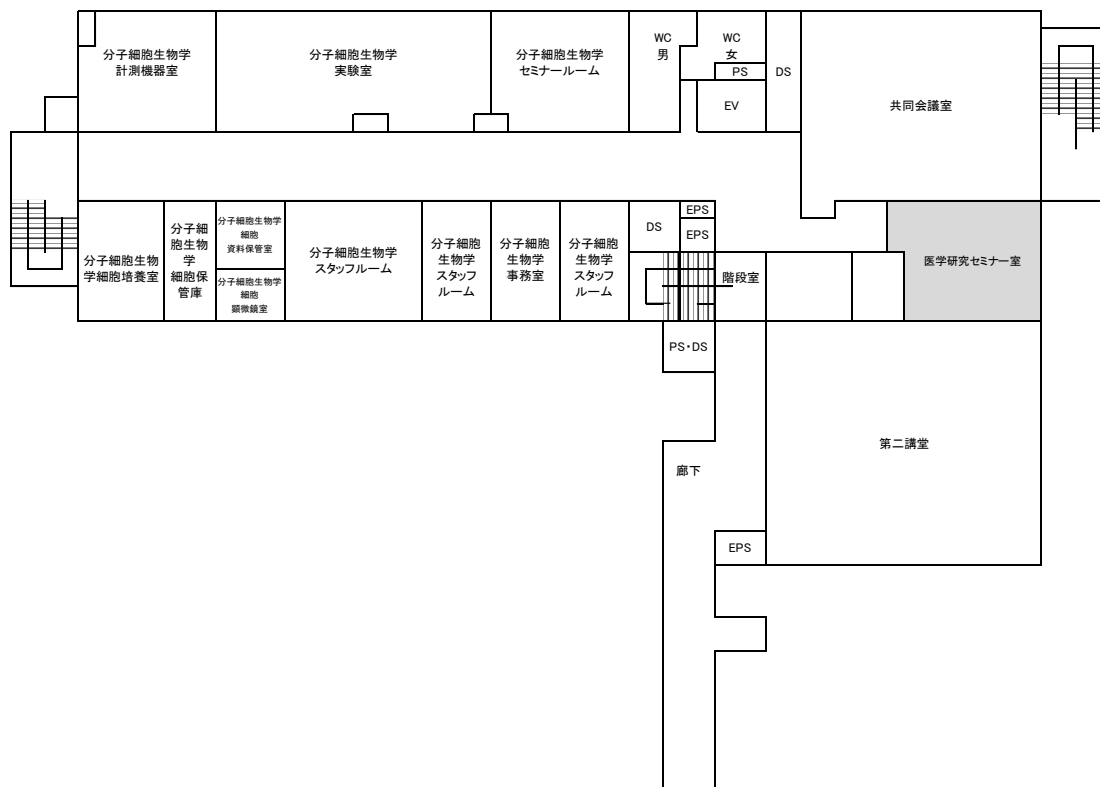 分子細胞生物学
計測機器室
分子細胞生物学
実験室
分子細胞生物学
セミナールーム
WC
男
WC
女
PS
EV
DS
共同会議室
分子細胞生物
学細胞培養室
分子細
胞生物
学
細胞保
管庫
分子細胞生物学
細胞
資料保管室
分子細胞生物学
細胞
顕微鏡室
分子細胞生物学
スタッフルーム
分子細胞
生物学
スタッフ
ルーム
分子細胞
生物学
事務室
分子細胞
生物学
スタッフ
ルーム
DS
EPS
EPS
階段室
医学研究セミナー室
PS・DS
第二講堂
廊下
EPS